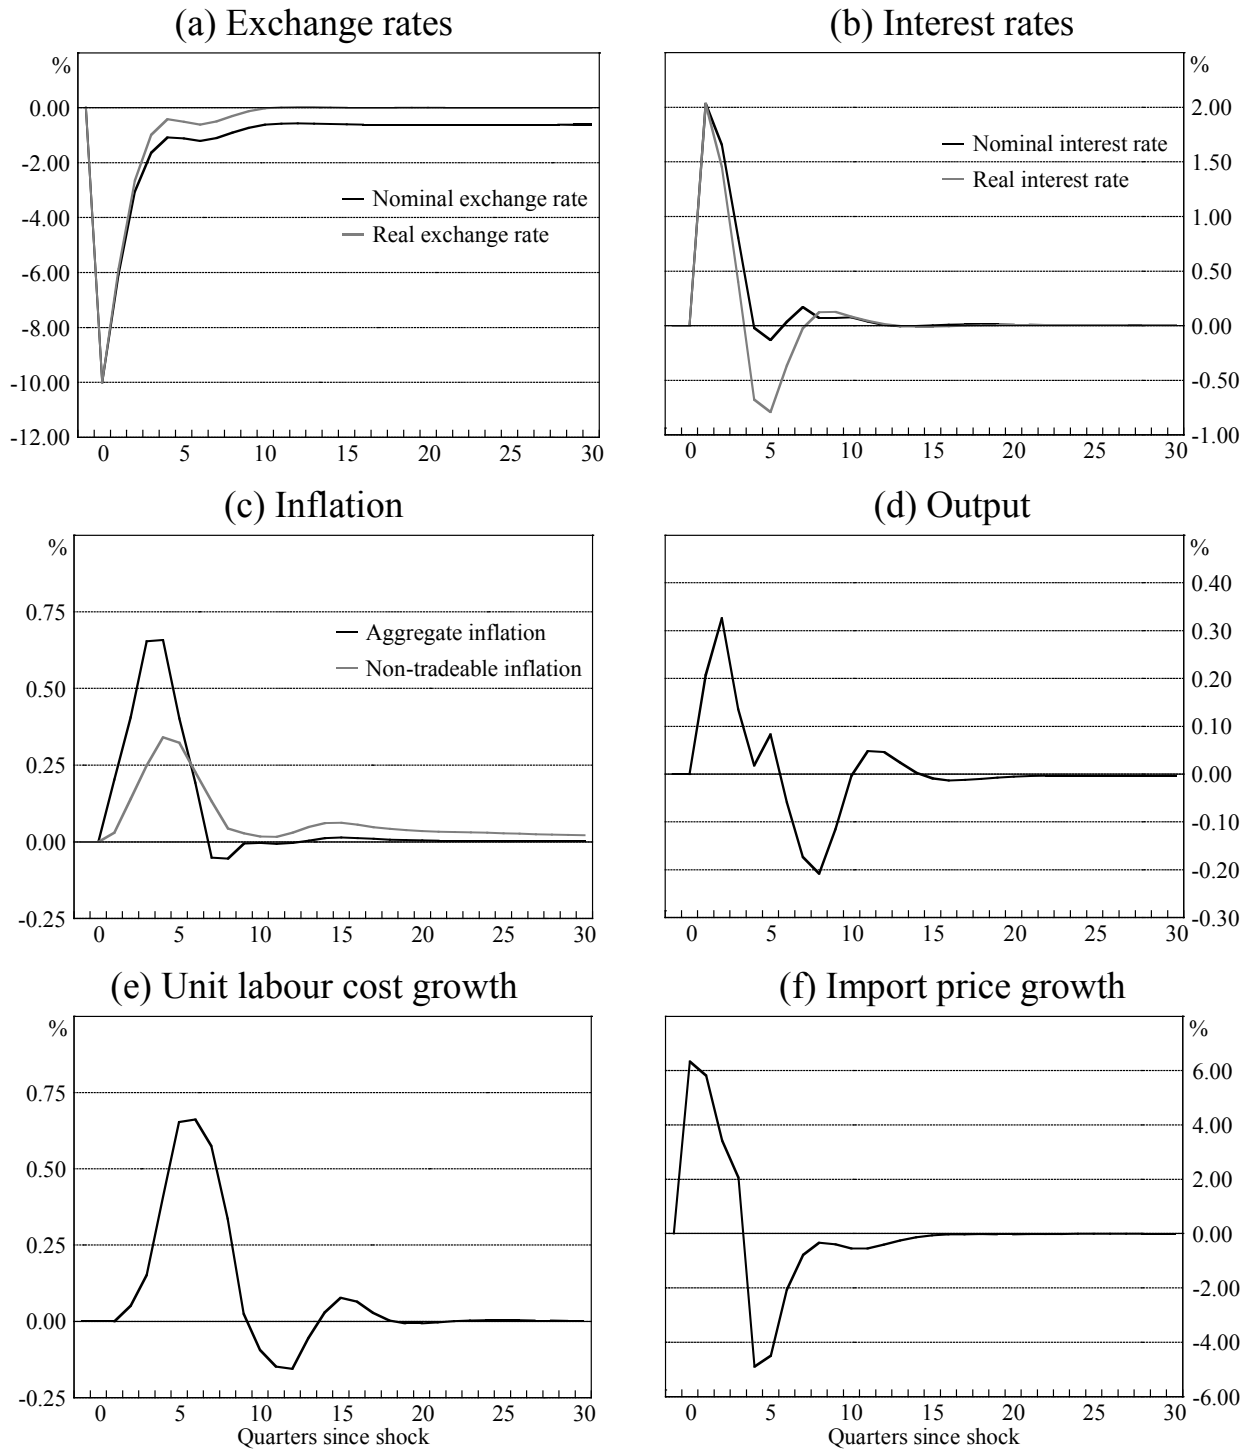 (a) Exchange rates
%
0.00
-2.00
-4.00
-6.00
-8.00
-10.00
-12.00
Nominal exchange rate
Real exchange rate
0 5 10 15 20 25 30
(b) Interest rates
%
2.00
1.50
1.00
0.50
0.00
-0.50
-1.00
Nominal interest rate
Real interest rate
0 5 10 15 20 25 30
(c) Inflation
%
0.75
0.50
0.25
0.00
-0.25
Aggregate inflation
Non-tradeable inflation
0 5 10 15 20 25 30
(d) Output
%
0.40
0.30
0.20
0.10
0.00
-0.10
-0.20
-0.30
0 5 10 15 20 25 30
(e) Unit labour cost growth
%
0.75
0.50
0.25
0.00
-0.25
0 5 10 15 20 25 30
Quarters since shock
(f) Import price growth
%
6.00
4.00
2.00
0.00
-2.00
-4.00
-6.00
0 5 10 15 20 25 30
Quarters since shock